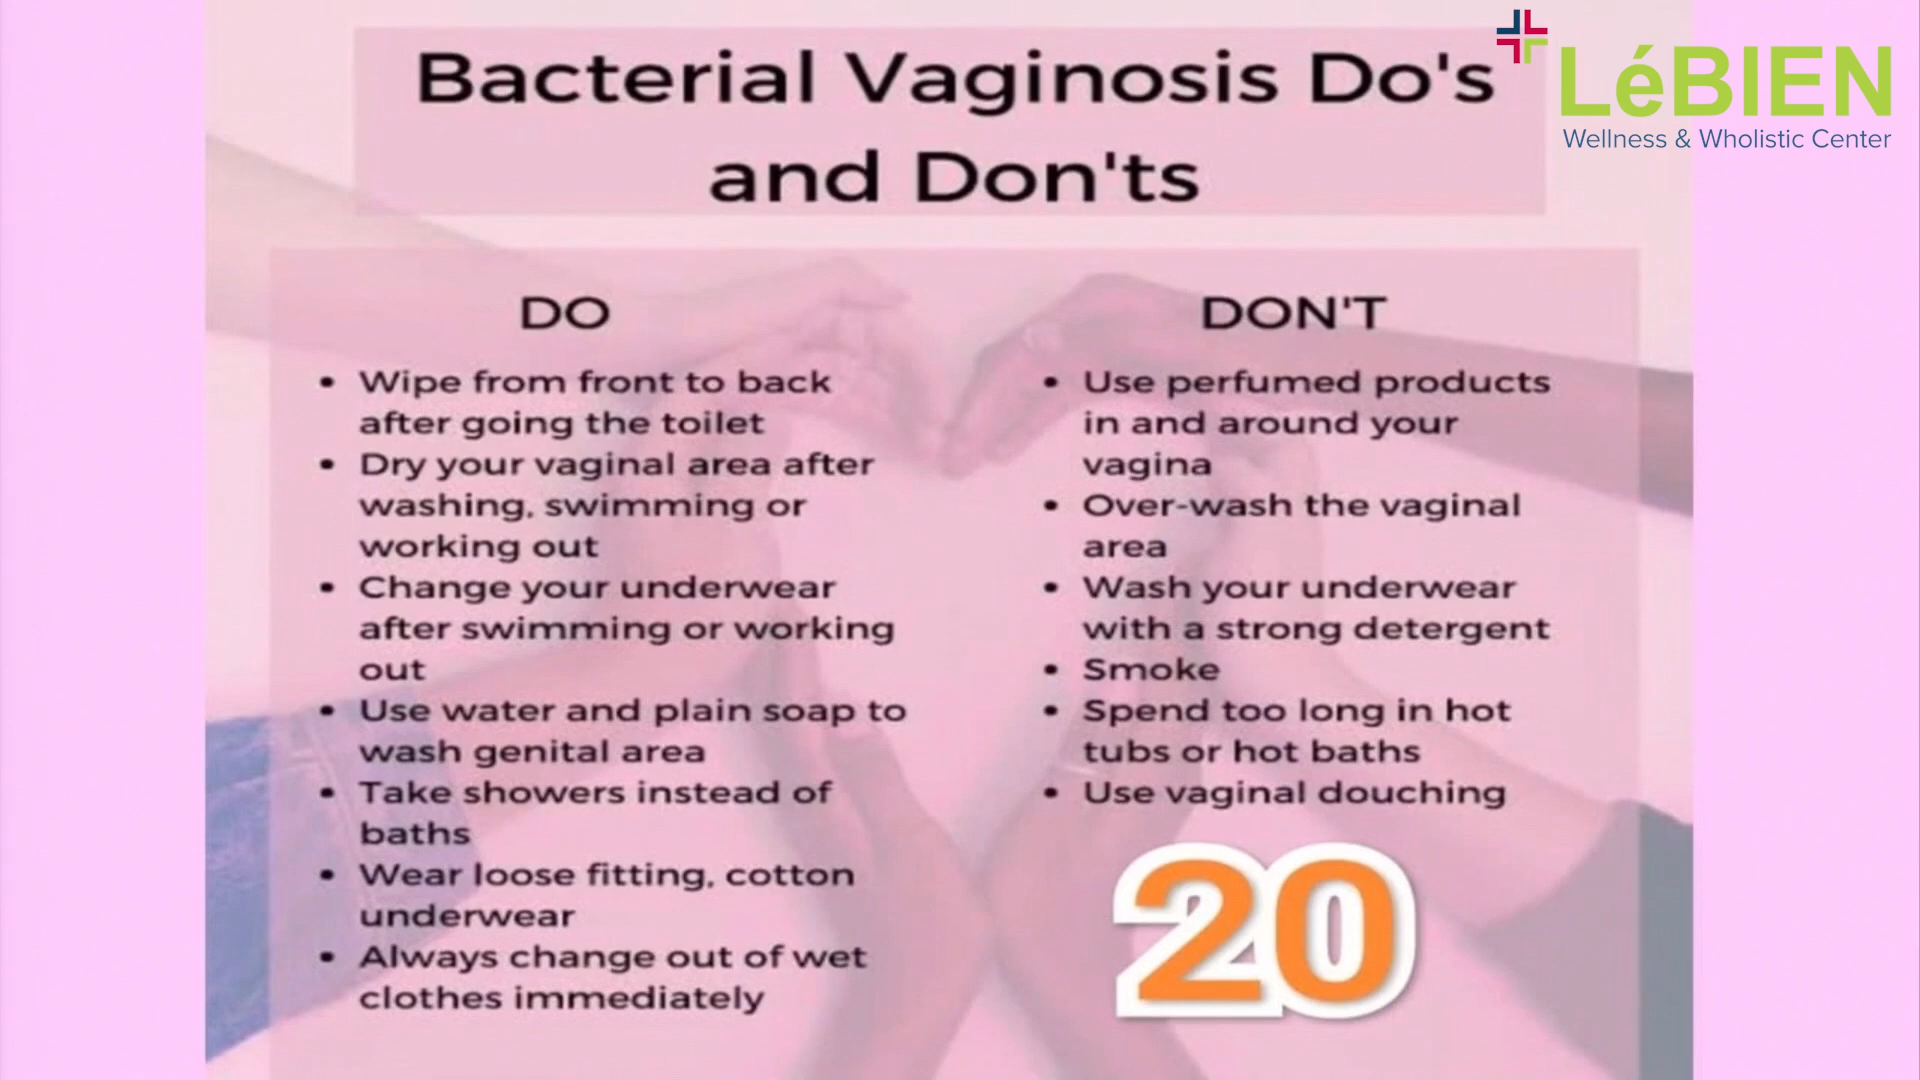 Bacterial Vaginosis Do's
and Don'ts
LéBIEN
Wellness & Wholistic Center
DO
• Wipe from front to back
after going the toilet
• Dry your vaginal area after
washing, swimming or
working out
• Change your underwear
after swimming or working
out
• Use water and plain soap to
wash genital area
• Take showers instead of
baths
• Wear loose fitting, cotton
underwear
• Always change out of wet
clothes immediately
DON'T
• Use perfumed products
in and around your
vagina
• Over-wash the vaginal
area
• Wash your underwear
with a strong detergent
• Smoke
• Spend too long in hot
tubs or hot baths
• Use vaginal douching
20